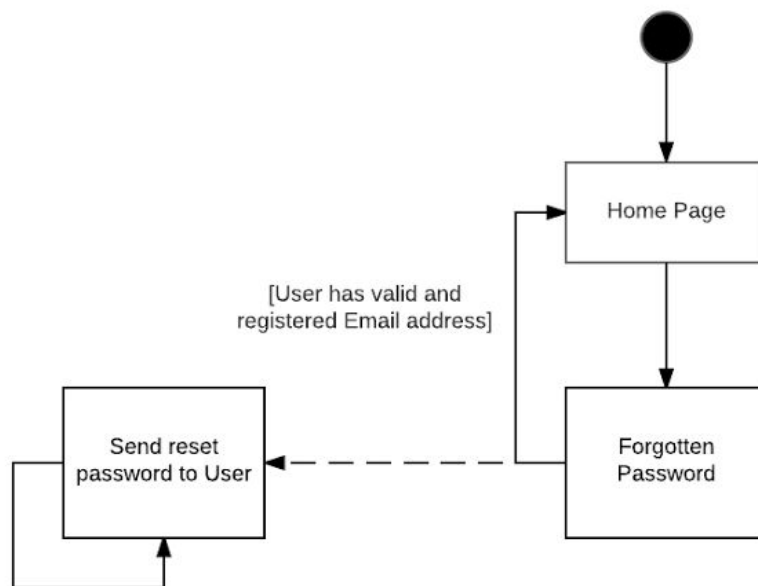 Home Page
[User has valid and
registered Email address]
Send reset
password to User
Forgotten
Password